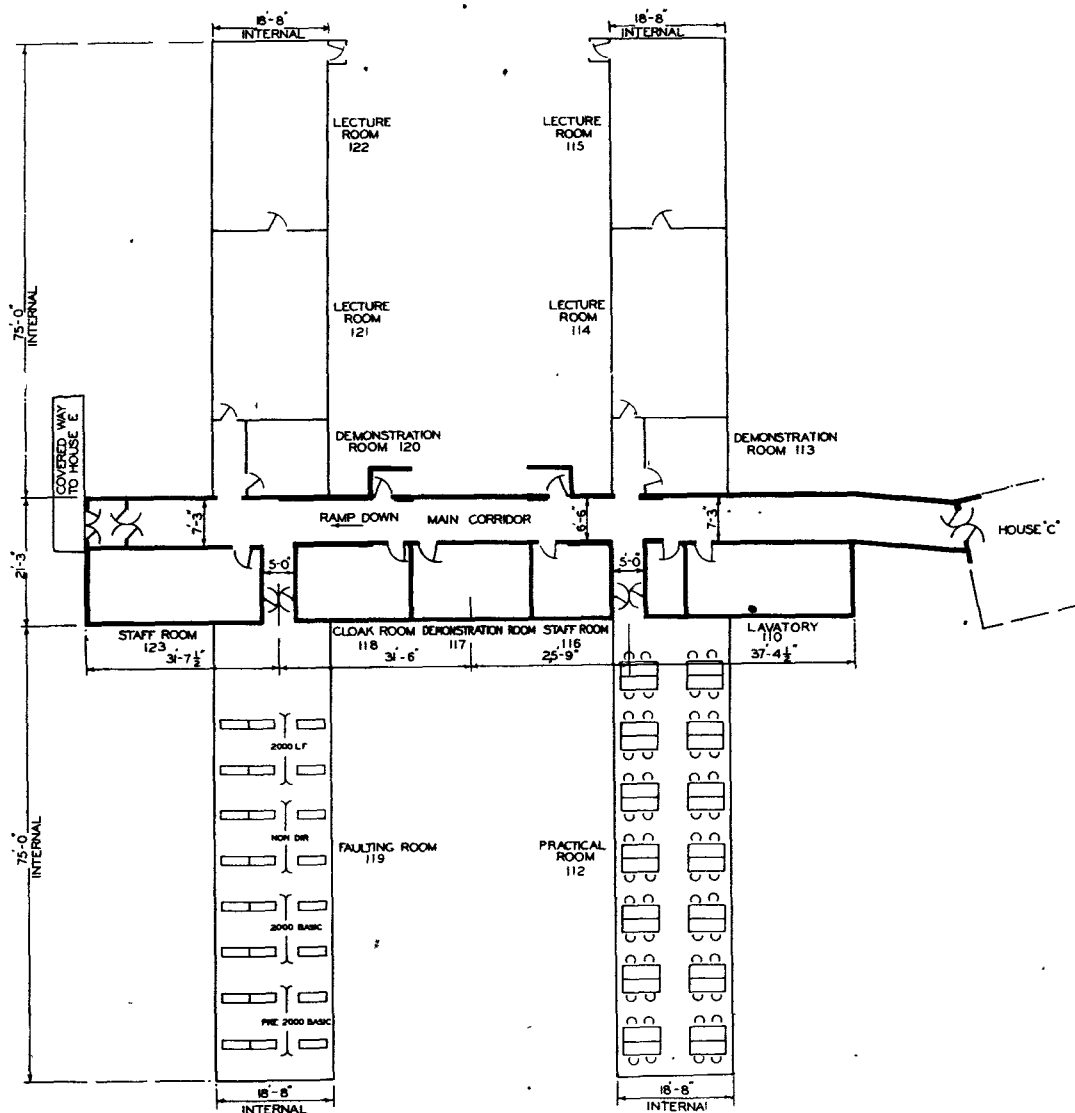 18'-8"
INTERNAL
18'-8"
INTERNAL
LECTURE
ROOM
122
LECTURE
ROOM
115
75'-0"
INTERNAL
LECTURE
ROOM
121
LECTURE
ROOM
114
COVERED WAY
TO HOUSE E
DEMONSTRATION
ROOM 120
DEMONSTRATION
ROOM 113
7'-3"
RAMP DOWN
MAIN CORRIDOR
6'-6"
7'-3"
HOUSE "C"
21'-3"
5'-0"
5'-0"
STAFF ROOM
123
CLOAK ROOM
118
DEMONSTRATION ROOM
117
STAFF ROOM
116
LAVATORY
110
31'-7½"
31'-6"
25'-9"
37'-4½"
2000 LF
NON DIR
75'-0"
INTERNAL
FAULTING ROOM
119
PRACTICAL
ROOM
112
2000 BASIC
PRE 2000 BASIC
18'-8"
INTERNAL
18'-8"
INTERNAL